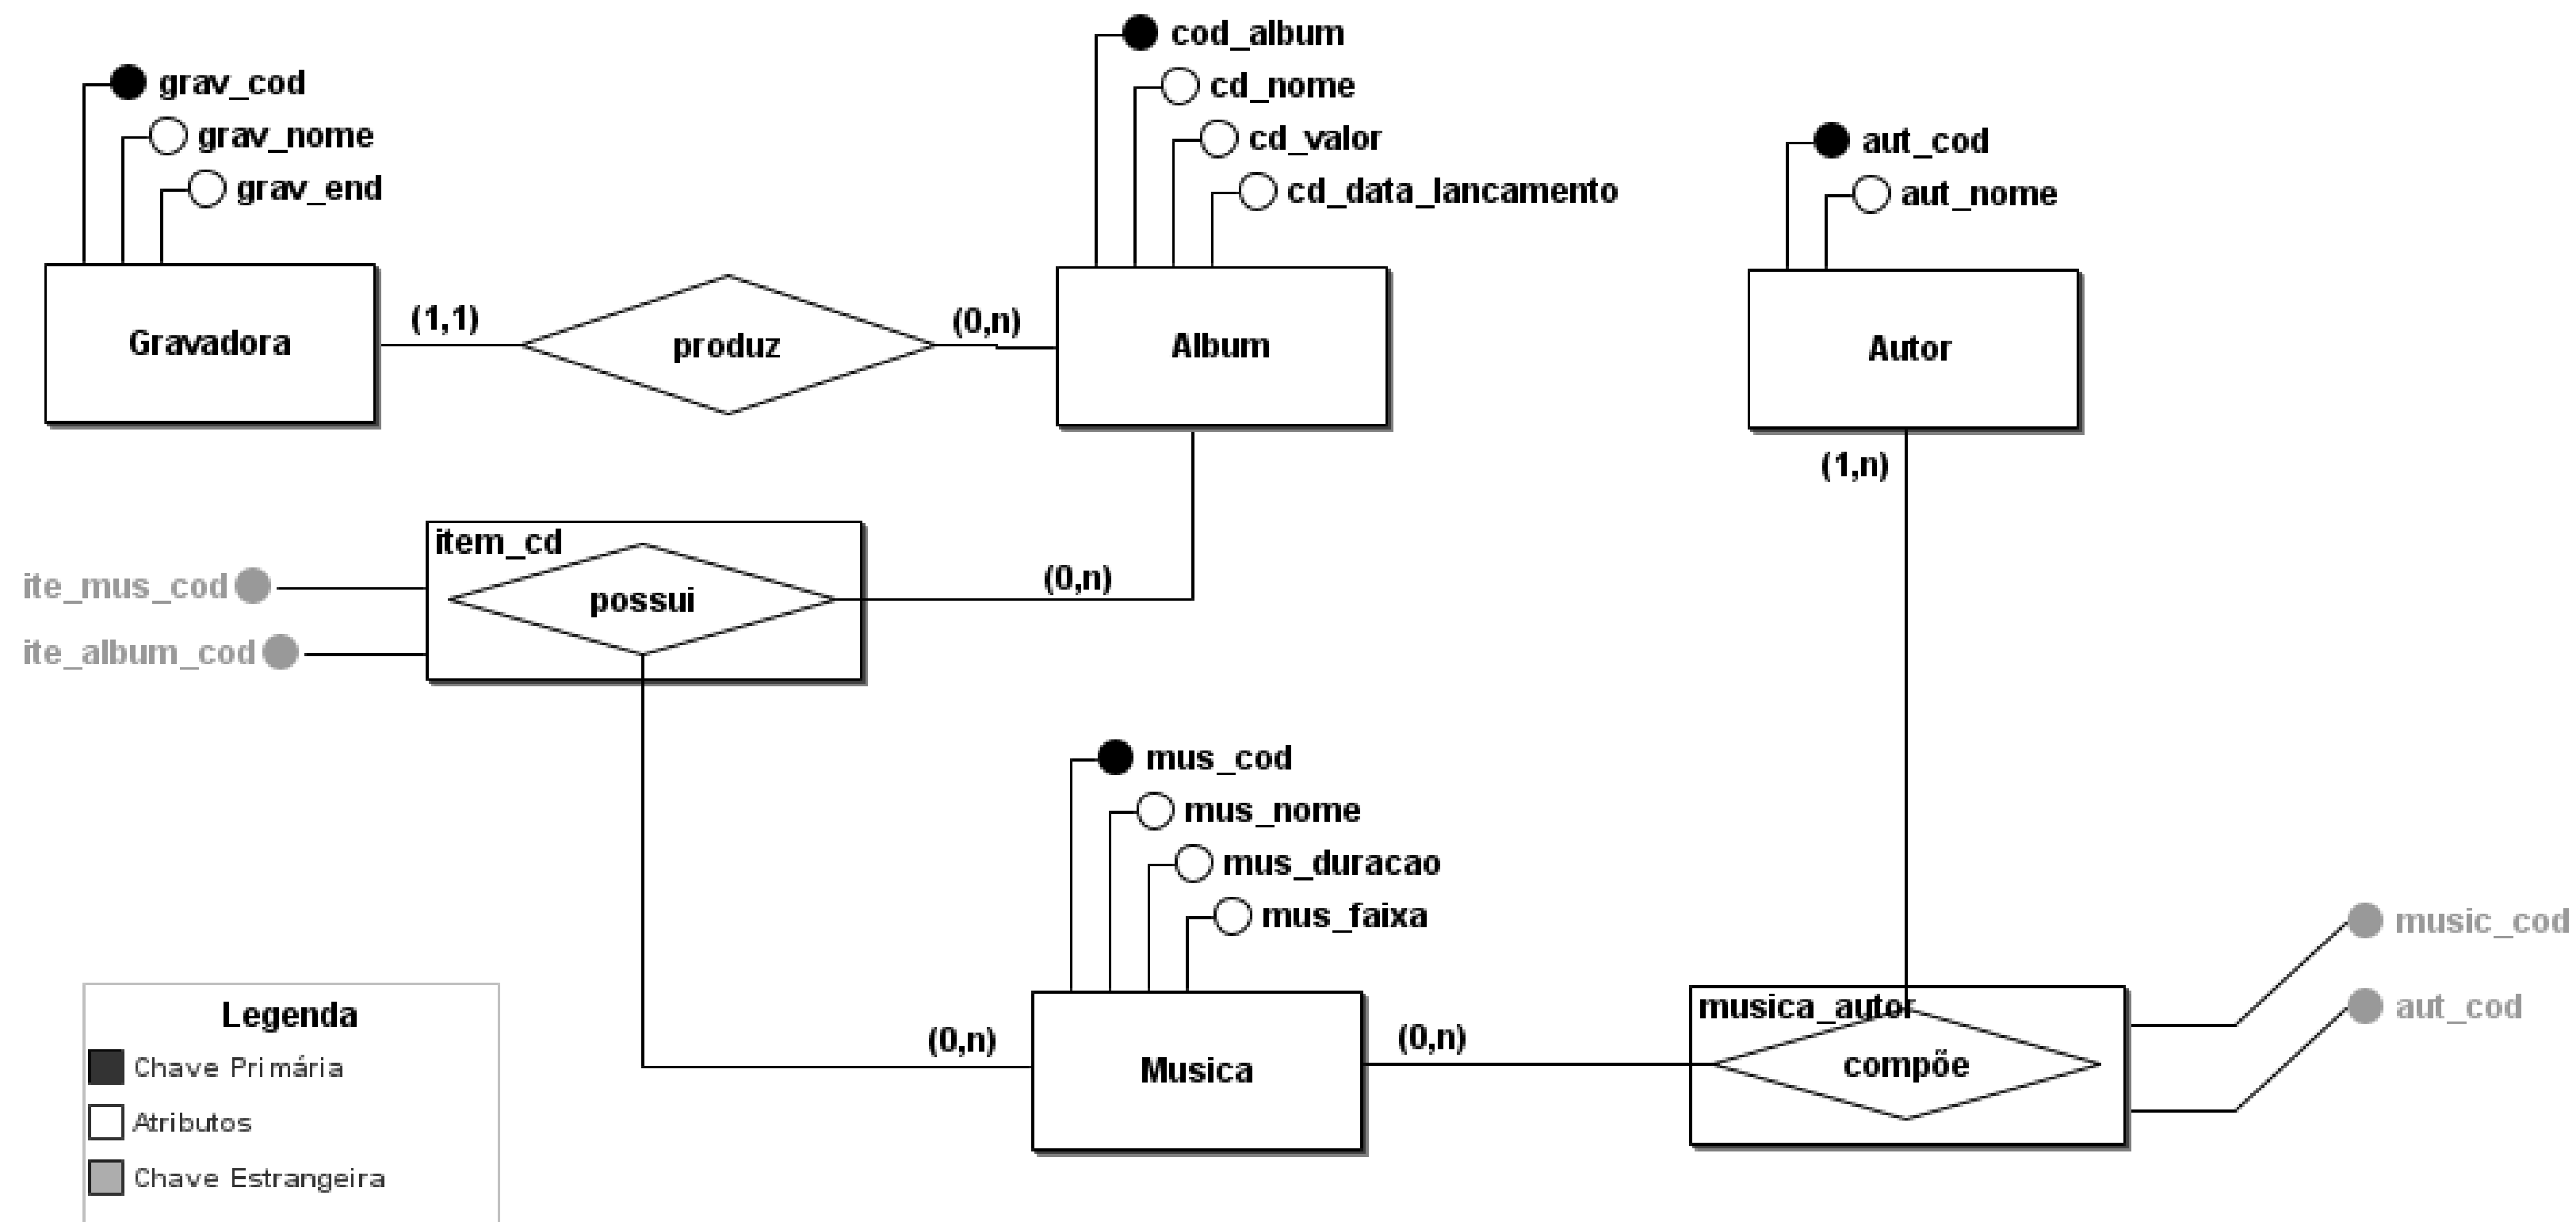 cod_album
cd_nome
cd_valor
cd_data_lancamento
grav_cod
grav_nome
grav_end
aut_cod
aut_nome
Gravadora
(1,1)
produz
(0,n)
Album
Autor
(1,n)
item_cd
possui
(0,n)
ite_mus_cod
ite_album_cod
mus_cod
mus_nome
mus_duracao
mus_faixa
(0,n)
Musica
(0,n)
musica_autor
compõe
music_cod
aut_cod
Legenda
Chave Primária
Atributos
Chave Estrangeira